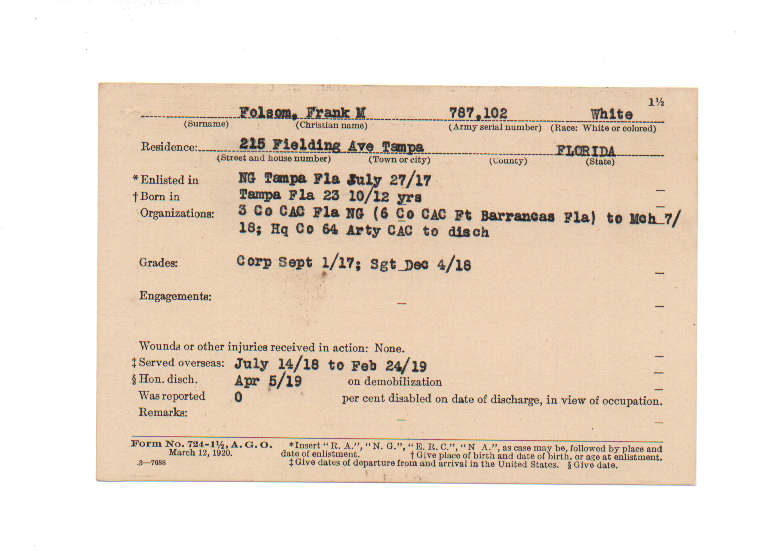 1½
Folsom, Frank M 787,102 White
(Surname) (Christian name) (Army serial number) (Race: White or colored)
Residence: 215 Fielding Ave Tampa FLORIDA
(Street and house number) (Town or city) (County) (State)
*Enlisted in NG Tampa Fla July 27/17
†Born in Tampa Fla 23 10/12 yrs
Organizations: 3 Co CAC Fla NG (6 Co CAC Ft Barrancas Fla) to Mch 7/
18; Hq Co 64 Arty CAC to disch
Grades: Corp Sept 1/17; Sgt Dec 4/18
Engagements: –
Wounds or other injuries received in action: None.
‡Served overseas: July 14/18 to Feb 24/19
§Hon. disch. Apr 5/19 on demobilization
Was reported 0 per cent disabled on date of discharge, in view of occupation.
Remarks: –
Form No. 724-1½, A. G. O. *Insert "R. A.", "N. G.", "E. R. C.", "N A.", as case may be, followed by place and
March 12, 1920. date of enlistment. †Give place of birth and date of birth, or age at enlistment.
3—7688 ‡Give dates of departure from and arrival in the United States. §Give date.